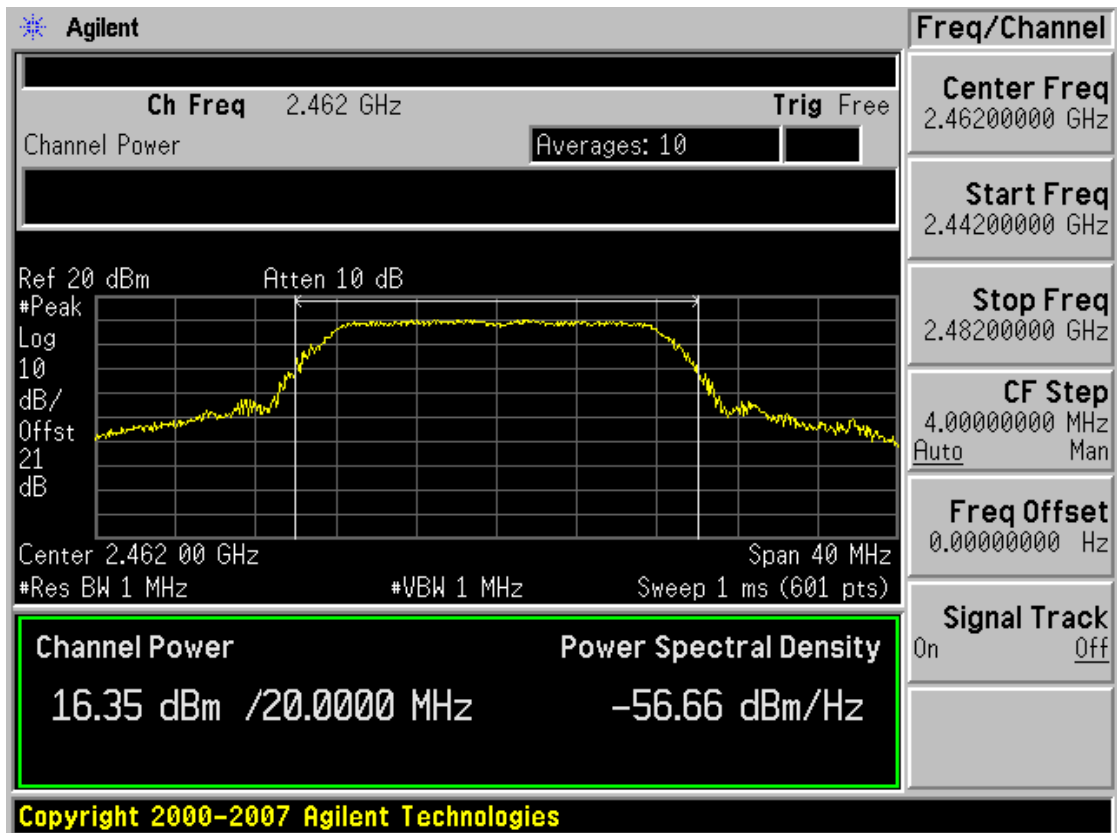 Agilent
Ch Freq 2.462 GHz Trig Free
Channel Power Averages: 10
Ref 20 dBm Atten 10 dB
#Peak
Log
10
dB/
Offst
21
dB
Center 2.462 00 GHz Span 40 MHz
#Res BW 1 MHz #VBW 1 MHz Sweep 1 ms (601 pts)
Channel Power Power Spectral Density
16.35 dBm /20.0000 MHz -56.66 dBm/Hz
Copyright 2000-2007 Agilent Technologies
Freq/Channel
Center Freq
2.46200000 GHz
Start Freq
2.44200000 GHz
Stop Freq
2.48200000 GHz
CF Step
4.00000000 MHz
Auto Man
Freq Offset
0.00000000 Hz
Signal Track
On Off